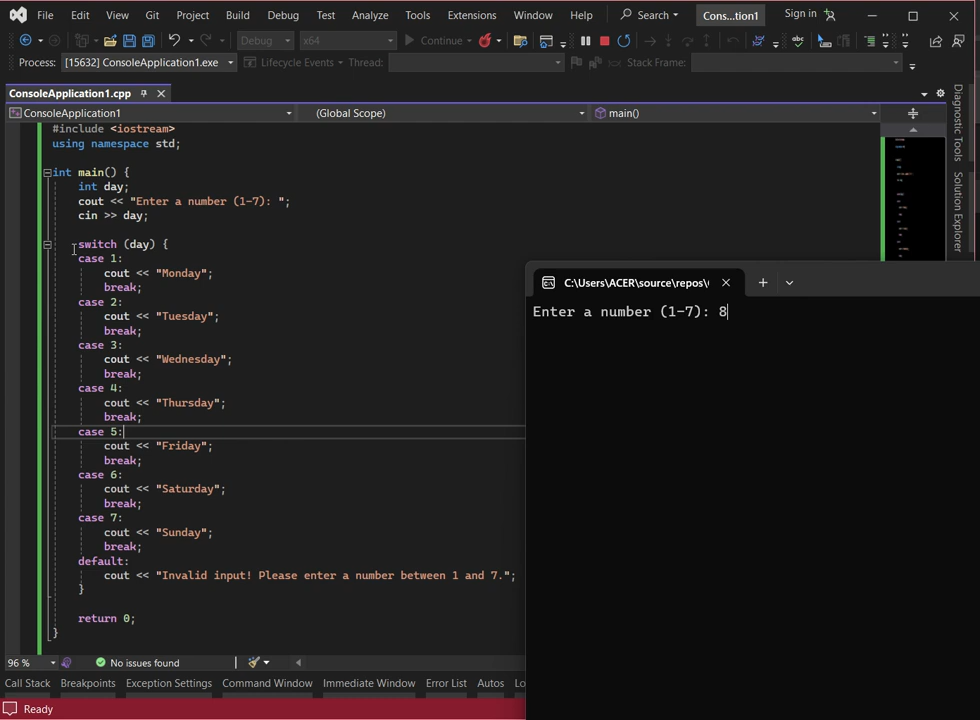 File Edit View Git Project Build Debug Test Analyze Tools Extensions Window Help Search Cons...tion1 Sign in
Debug x64 Continue
Process: [15632] ConsoleApplication1.exe Lifecycle Events Thread: Stack Frame:
ConsoleApplication1.cpp
ConsoleApplication1 (Global Scope) main()
#include <iostream>
using namespace std;
int main() {
int day;
cout << "Enter a number (1-7): ";
cin >> day;
switch (day) {
case 1:
cout << "Monday";
break;
case 2:
cout << "Tuesday";
break;
case 3:
cout << "Wednesday";
break;
case 4:
cout << "Thursday";
break;
case 5:
cout << "Friday";
break;
case 6:
cout << "Saturday";
break;
case 7:
cout << "Sunday";
break;
default:
cout << "Invalid input! Please enter a number between 1 and 7.";
}
return 0;
}
C:\Users\ACER\source\repos\
Enter a number (1-7): 8
Diagnostic Tools
Solution Explorer
96 % No issues found
Call Stack Breakpoints Exception Settings Command Window Immediate Window Error List Autos Lo
Ready